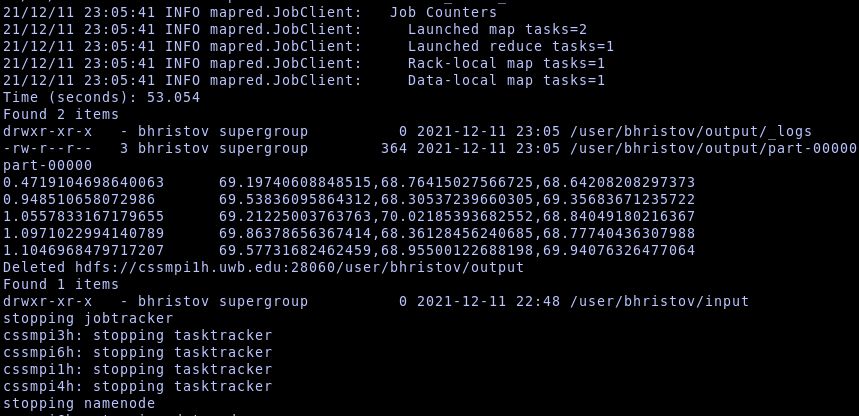 21/12/11 23:05:41 INFO mapred.JobClient:   Job Counters
21/12/11 23:05:41 INFO mapred.JobClient:     Launched map tasks=2
21/12/11 23:05:41 INFO mapred.JobClient:     Launched reduce tasks=1
21/12/11 23:05:41 INFO mapred.JobClient:     Rack-local map tasks=1
21/12/11 23:05:41 INFO mapred.JobClient:     Data-local map tasks=1
Time (seconds): 53.054
Found 2 items
drwxr-xr-x   - bhristov supergroup          0 2021-12-11 23:05 /user/bhristov/output/_logs
-rw-r--r--   3 bhristov supergroup        364 2021-12-11 23:05 /user/bhristov/output/part-00000
part-00000
0.4719104698640063      69.19740608848515,68.76415027566725,68.64208208297373
0.948510658072986       69.53836095864312,68.30537239660305,69.35683671235722
1.0557833167179655      69.21225003763763,70.02185393682552,68.84049180216367
1.0971022994140789      69.86378656367414,68.36128456240685,68.77740436307988
1.1046968479717207      69.57731682462459,68.95500122688198,69.94076326477064
Deleted hdfs://cssmpi1h.uwb.edu:28060/user/bhristov/output
Found 1 items
drwxr-xr-x   - bhristov supergroup          0 2021-12-11 22:48 /user/bhristov/input
stopping jobtracker
cssmpi3h: stopping tasktracker
cssmpi6h: stopping tasktracker
cssmpi1h: stopping tasktracker
cssmpi4h: stopping tasktracker
stopping namenode